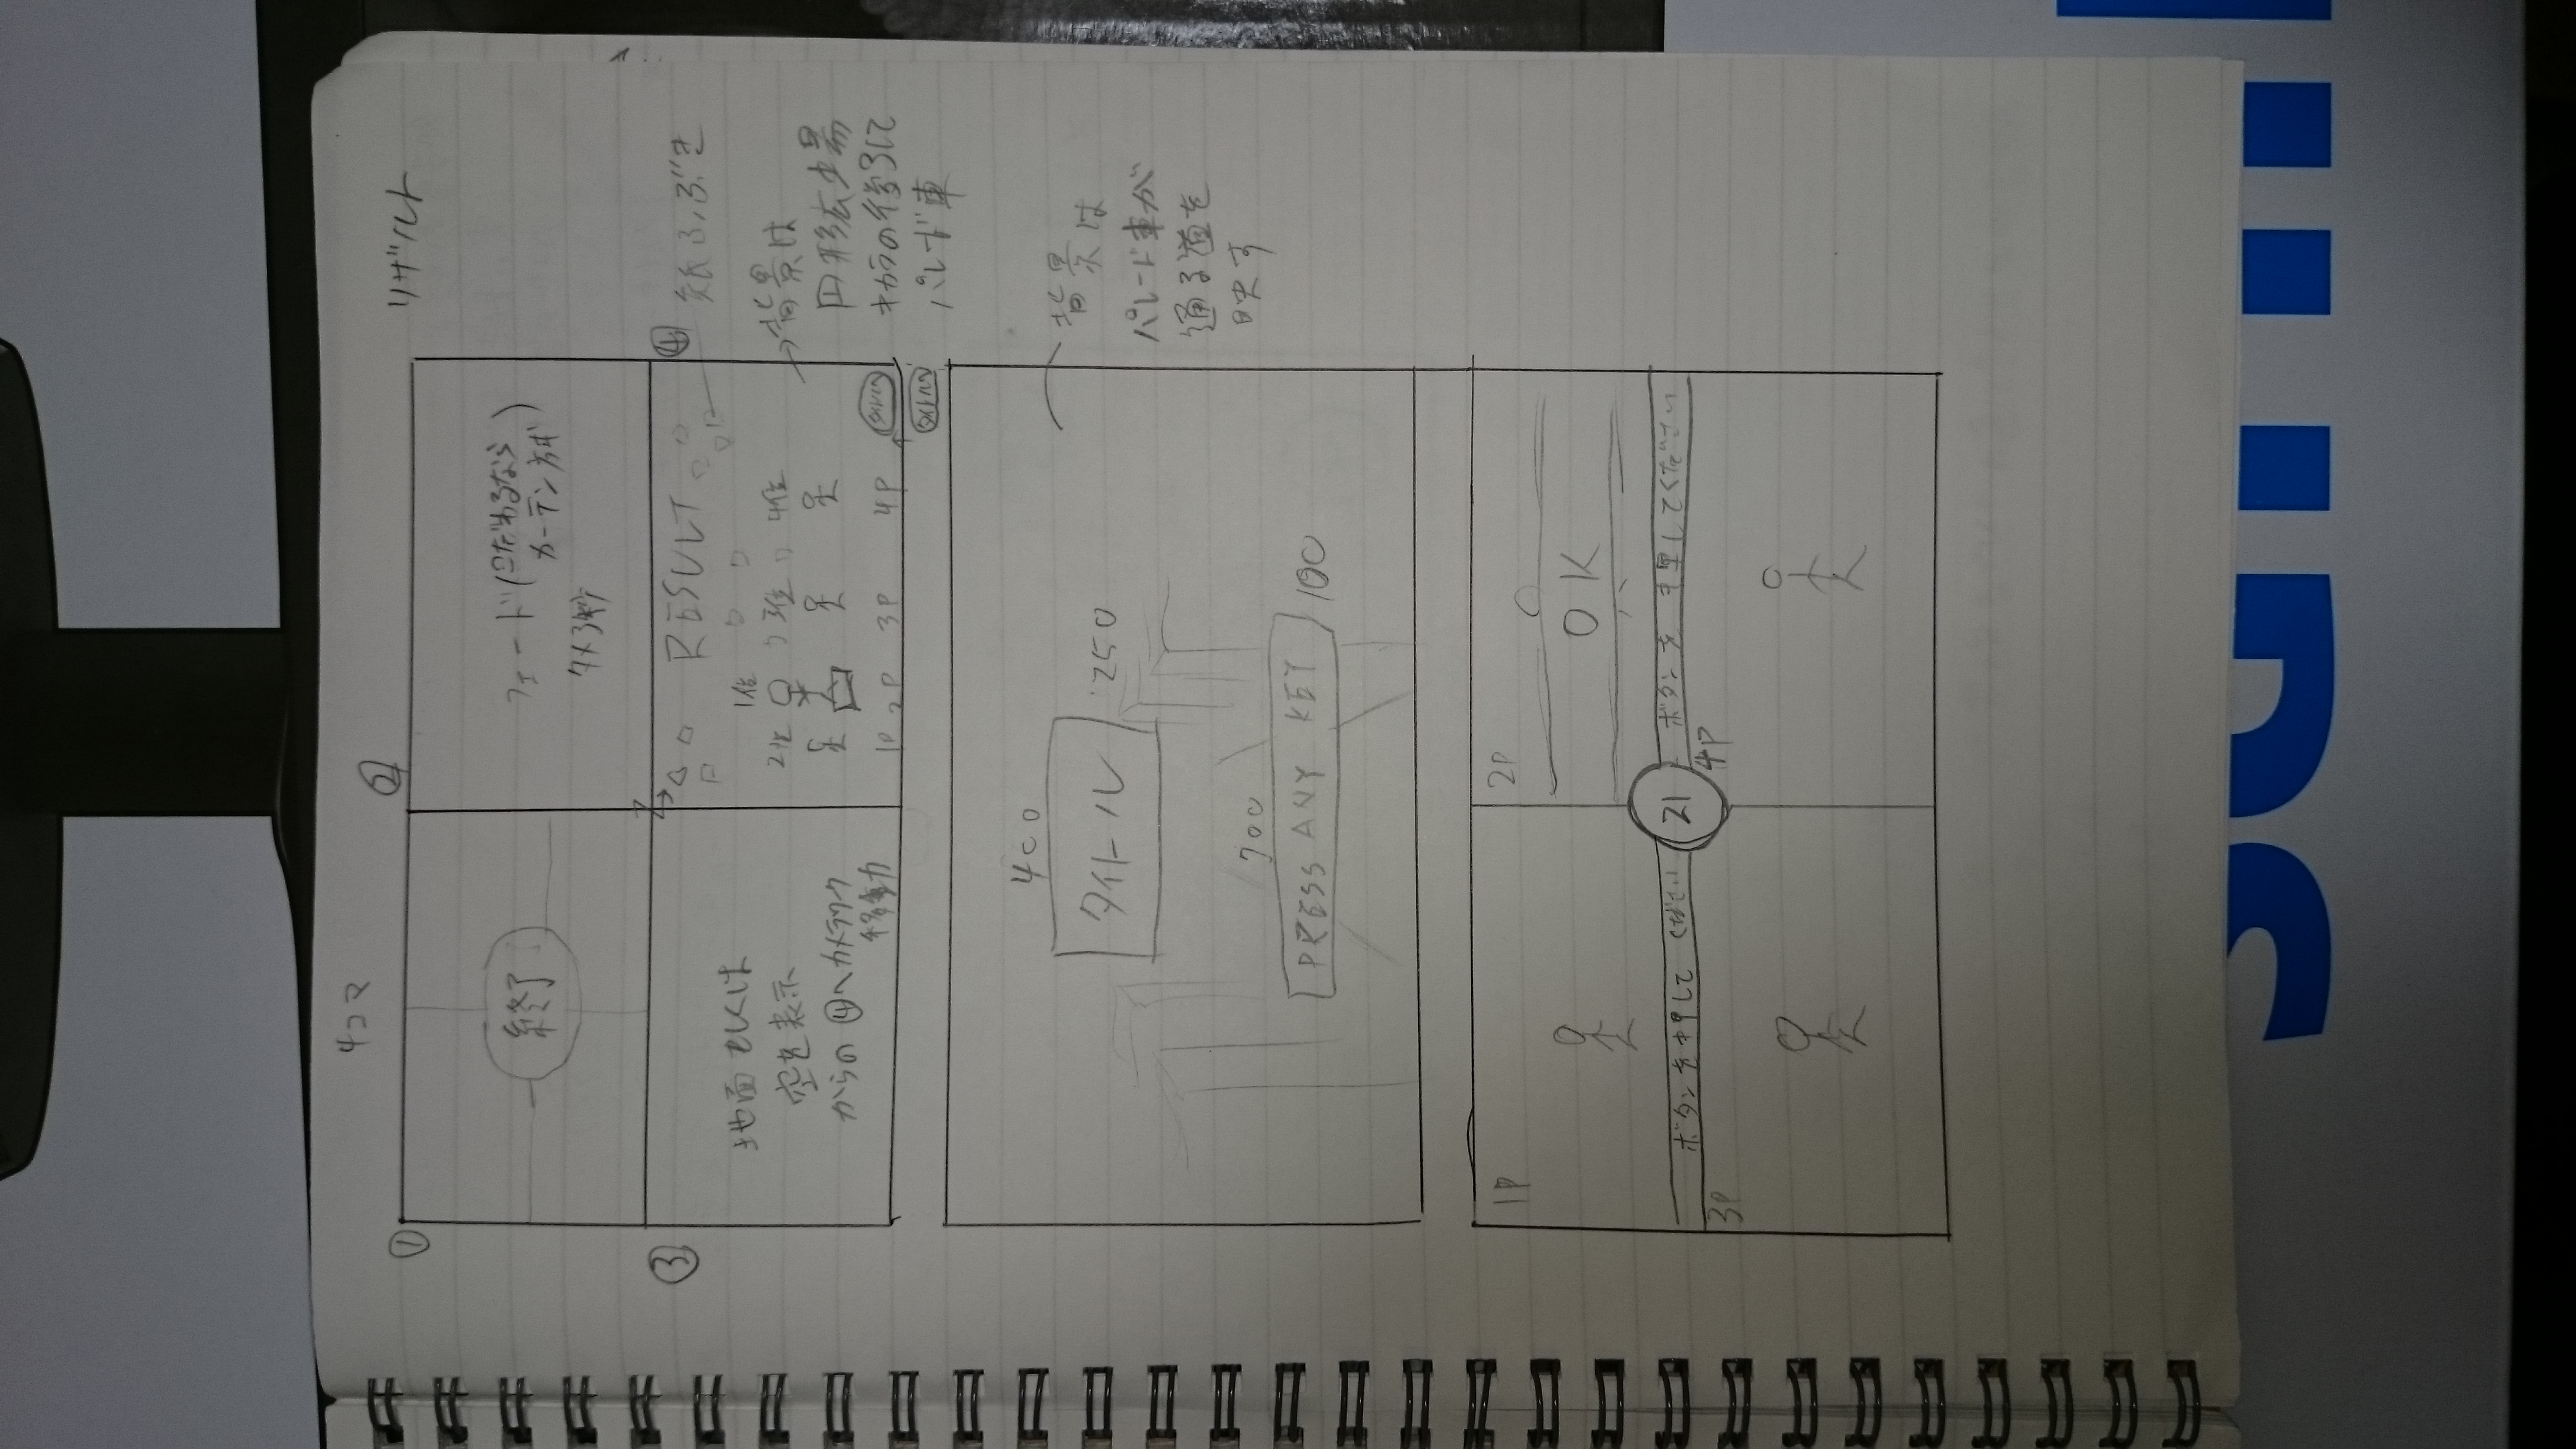 4コマ
リザルト
①
②
終了
フェード(こだわるなら
カーテン方式)
タメ3秒
③
地面もしくは
空を表示
からの④へカメラワーク
移動
④
RESULT
紙ふぶき
1位
2位
3位
4位
1P
2P
3P
4P
タイトルへ
タイトルへ
背景は
円形広場
キャラの後ろに
パレード車
400
タイトル
250
700
PRESS ANY KEY
100
背景は
パレード車が
通る道を
映す
1P
2P
OK
ボタンを押してください
21
ボタンを押してください
3P
4P